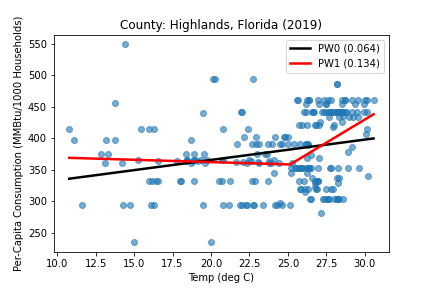 County: Highlands, Florida (2019)
PW0 (0.064)
PW1 (0.134)
Per-Capita Consumption (MMBtu/1000 Households)
550
500
450
400
350
300
250
10.0 12.5 15.0 17.5 20.0 22.5 25.0 27.5 30.0
Temp (deg C)